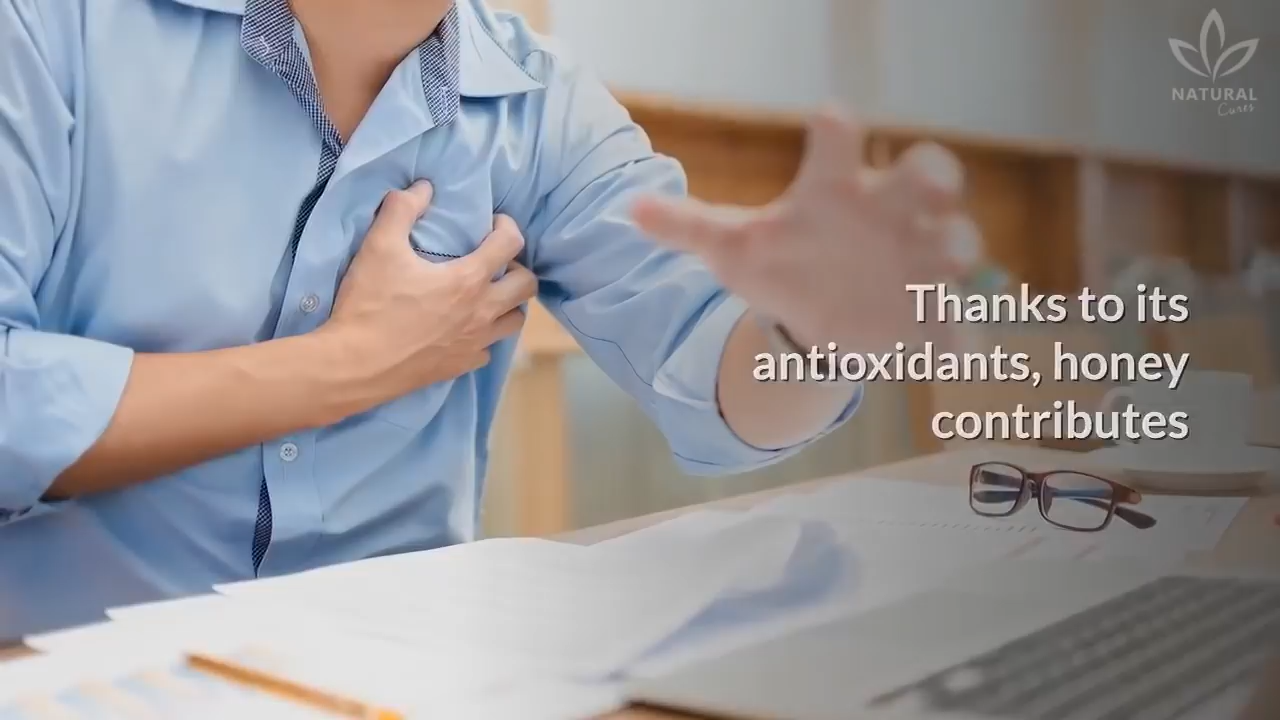 NATURAL
Cures
Thanks to its
antioxidants, honey
contributes